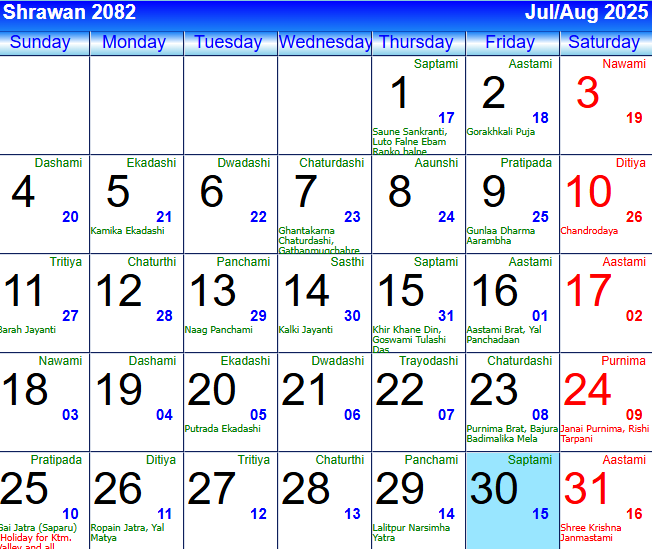 Shrawan 2082 Jul/Aug 2025
Sunday Monday Tuesday Wednesday Thursday Friday Saturday
Saptami Aastami Nawami
1 2 3
17 18 19
Saune Sankranti, Gorakhkali Puja
Luto Falne Ebam
Ranko balne
Dashami Ekadashi Dwadashi Chaturdashi Aaunshi Pratipada Ditiya
4 5 6 7 8 9 10
20 21 22 23 24 25 26
Kamika Ekadashi Ghantakarna Gunlaa Dharma Chandrodaya
Chaturdashi, Aarambha
Gathanmugchahre
Tritiya Chaturthi Panchami Sasthi Saptami Aastami Aastami
11 12 13 14 15 16 17
27 28 29 30 31 01 02
Barah Jayanti Naag Panchami Kalki Jayanti Khir Khane Din, Aastami Brat, Yal
Goswami Tulashi Panchadaan
Das
Nawami Dashami Ekadashi Dwadashi Trayodashi Chaturdashi Purnima
18 19 20 21 22 23 24
03 04 05 06 07 08 09
Putrada Ekadashi Purnima Brat, Bajura Janai Purnima, Rishi
Badimalika Mela Tarpani
Pratipada Ditiya Tritiya Chaturthi Panchami Saptami Aastami
25 26 27 28 29 30 31
10 11 12 13 14 15 16
Gai Jatra (Saparu) Ropain Jatra, Yal Lalitpur Narsimha Shree Krishna
Holiday for Ktm. Matya Yatra Janmastami
Valley and all